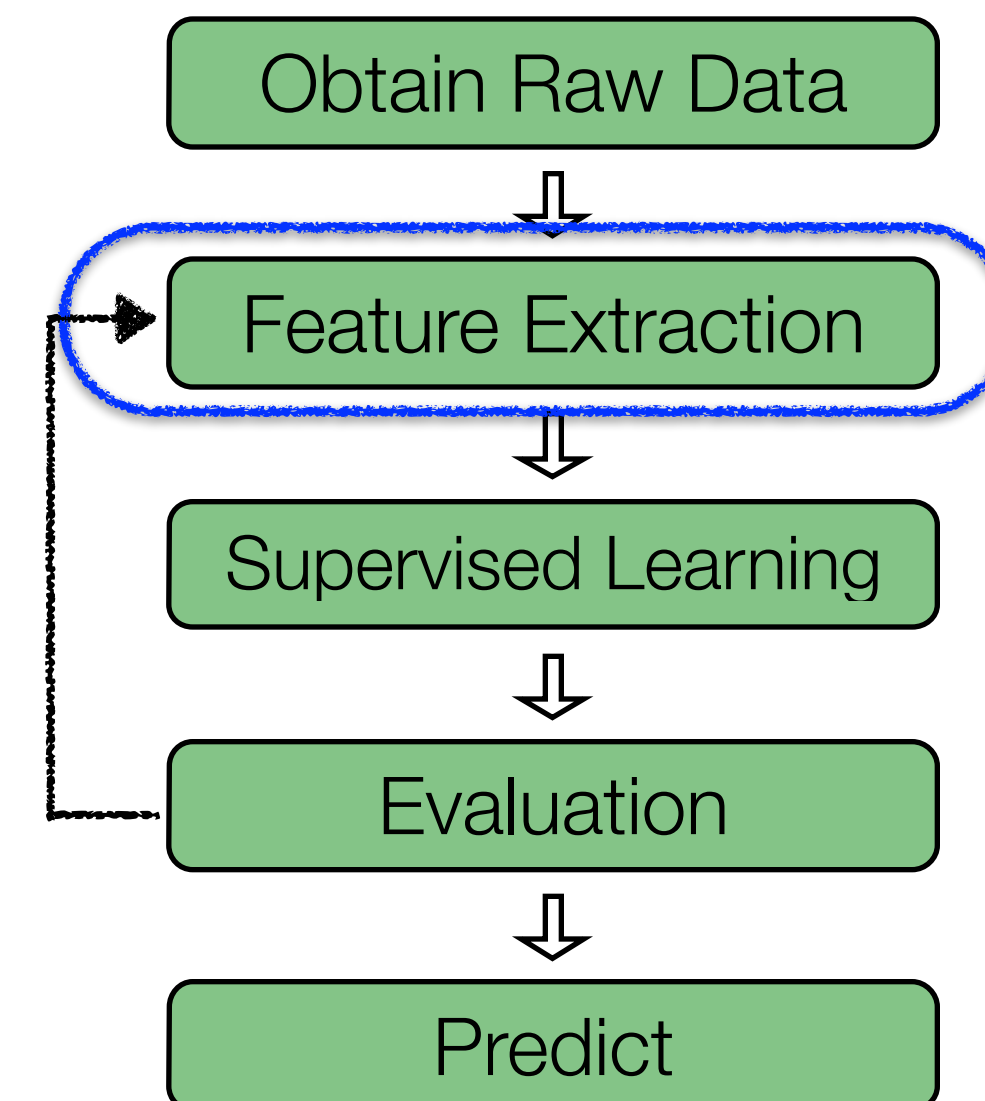 Obtain Raw Data
Feature Extraction
Supervised Learning
Evaluation
Predict